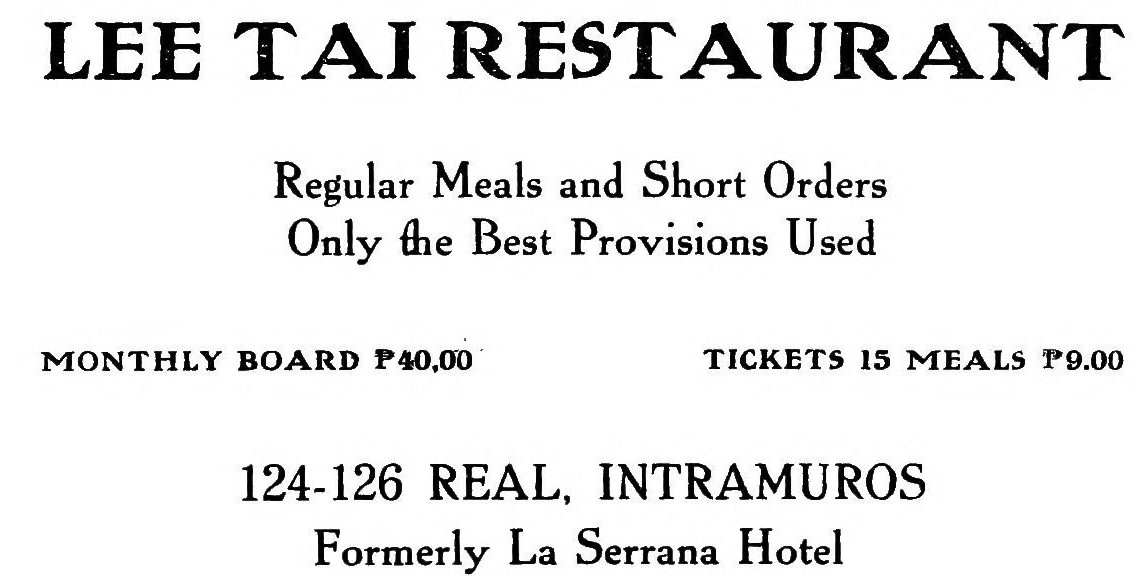 LEE TAI RESTAURANT
Regular Meals and Short Orders
Only the Best Provisions Used
MONTHLY BOARD ₱40.00 TICKETS 15 MEALS ₱9.00
124-126 REAL, INTRAMUROS
Formerly La Serrana Hotel